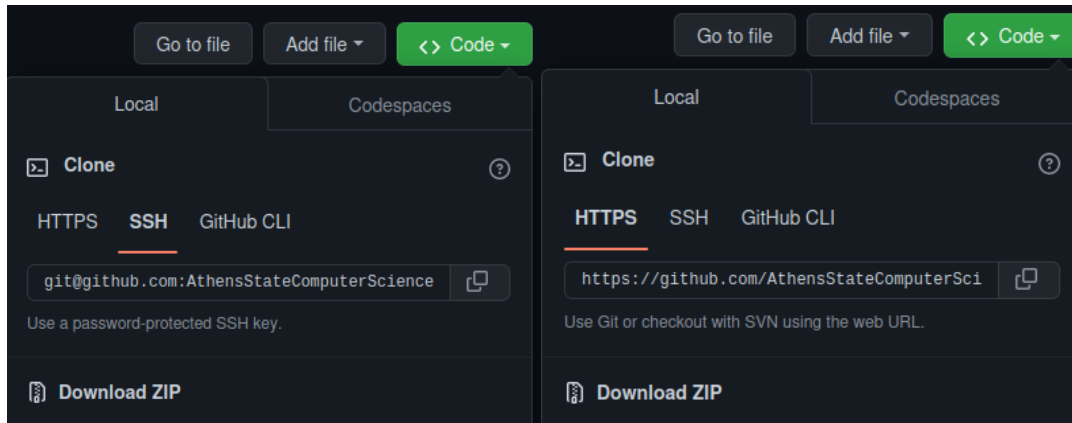 Go to file Add file <> Code
Local Codespaces
Clone
HTTPS SSH GitHub CLI
git@github.com:AthensStateComputerScience
Use a password-protected SSH key.
Download ZIP
Go to file Add file <> Code
Local Codespaces
Clone
HTTPS SSH GitHub CLI
https://github.com/AthensStateComputerSci
Use Git or checkout with SVN using the web URL.
Download ZIP